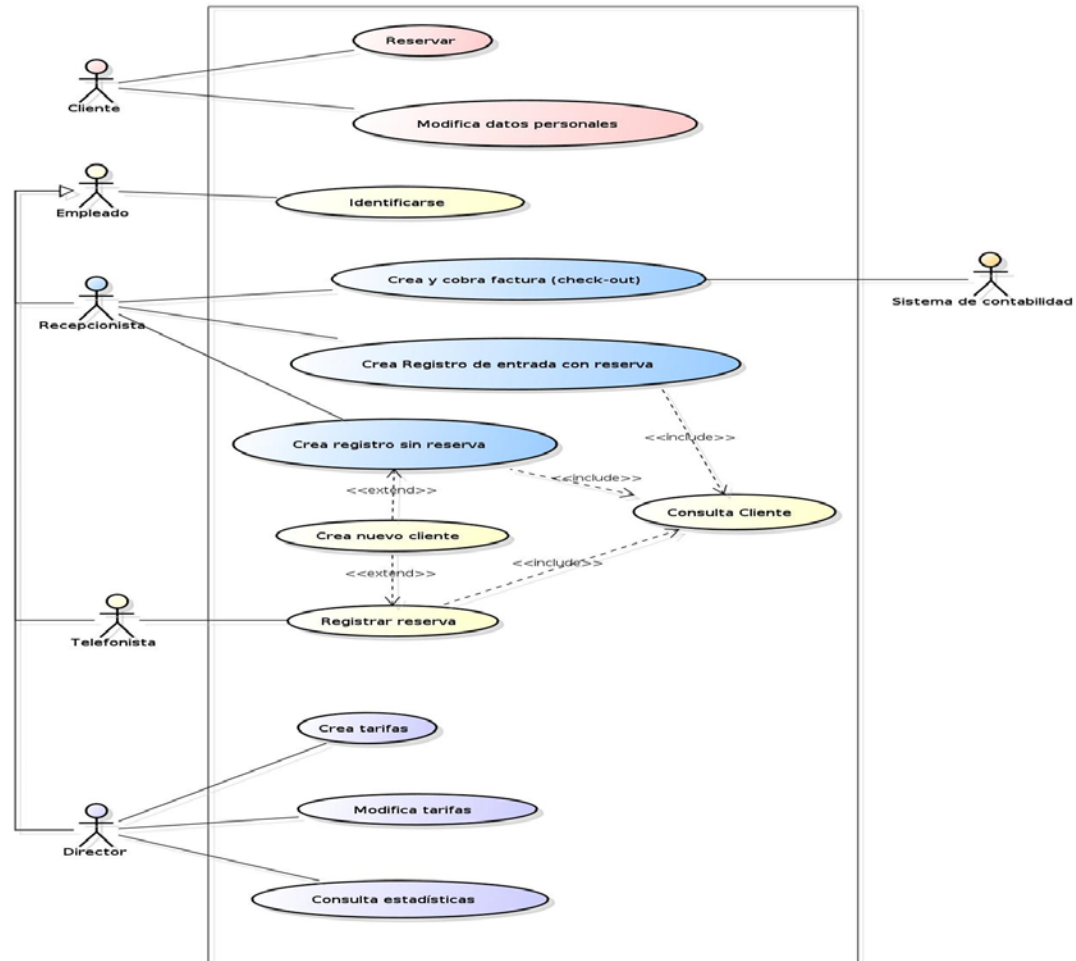 Reservar
Cliente
Modifica datos personales
Empleado
Identificarse
Crea y cobra factura (check-out)
Sistema de contabilidad
Recepcionista
Crea Registro de entrada con reserva
<<include>>
Crea registro sin reserva
<<include>>
<<extend>>
Consulta Cliente
Crea nuevo cliente
<<include>>
<<extend>>
Registrar reserva
Telefonista
Crea tarifas
Modifica tarifas
Director
Consulta estadísticas